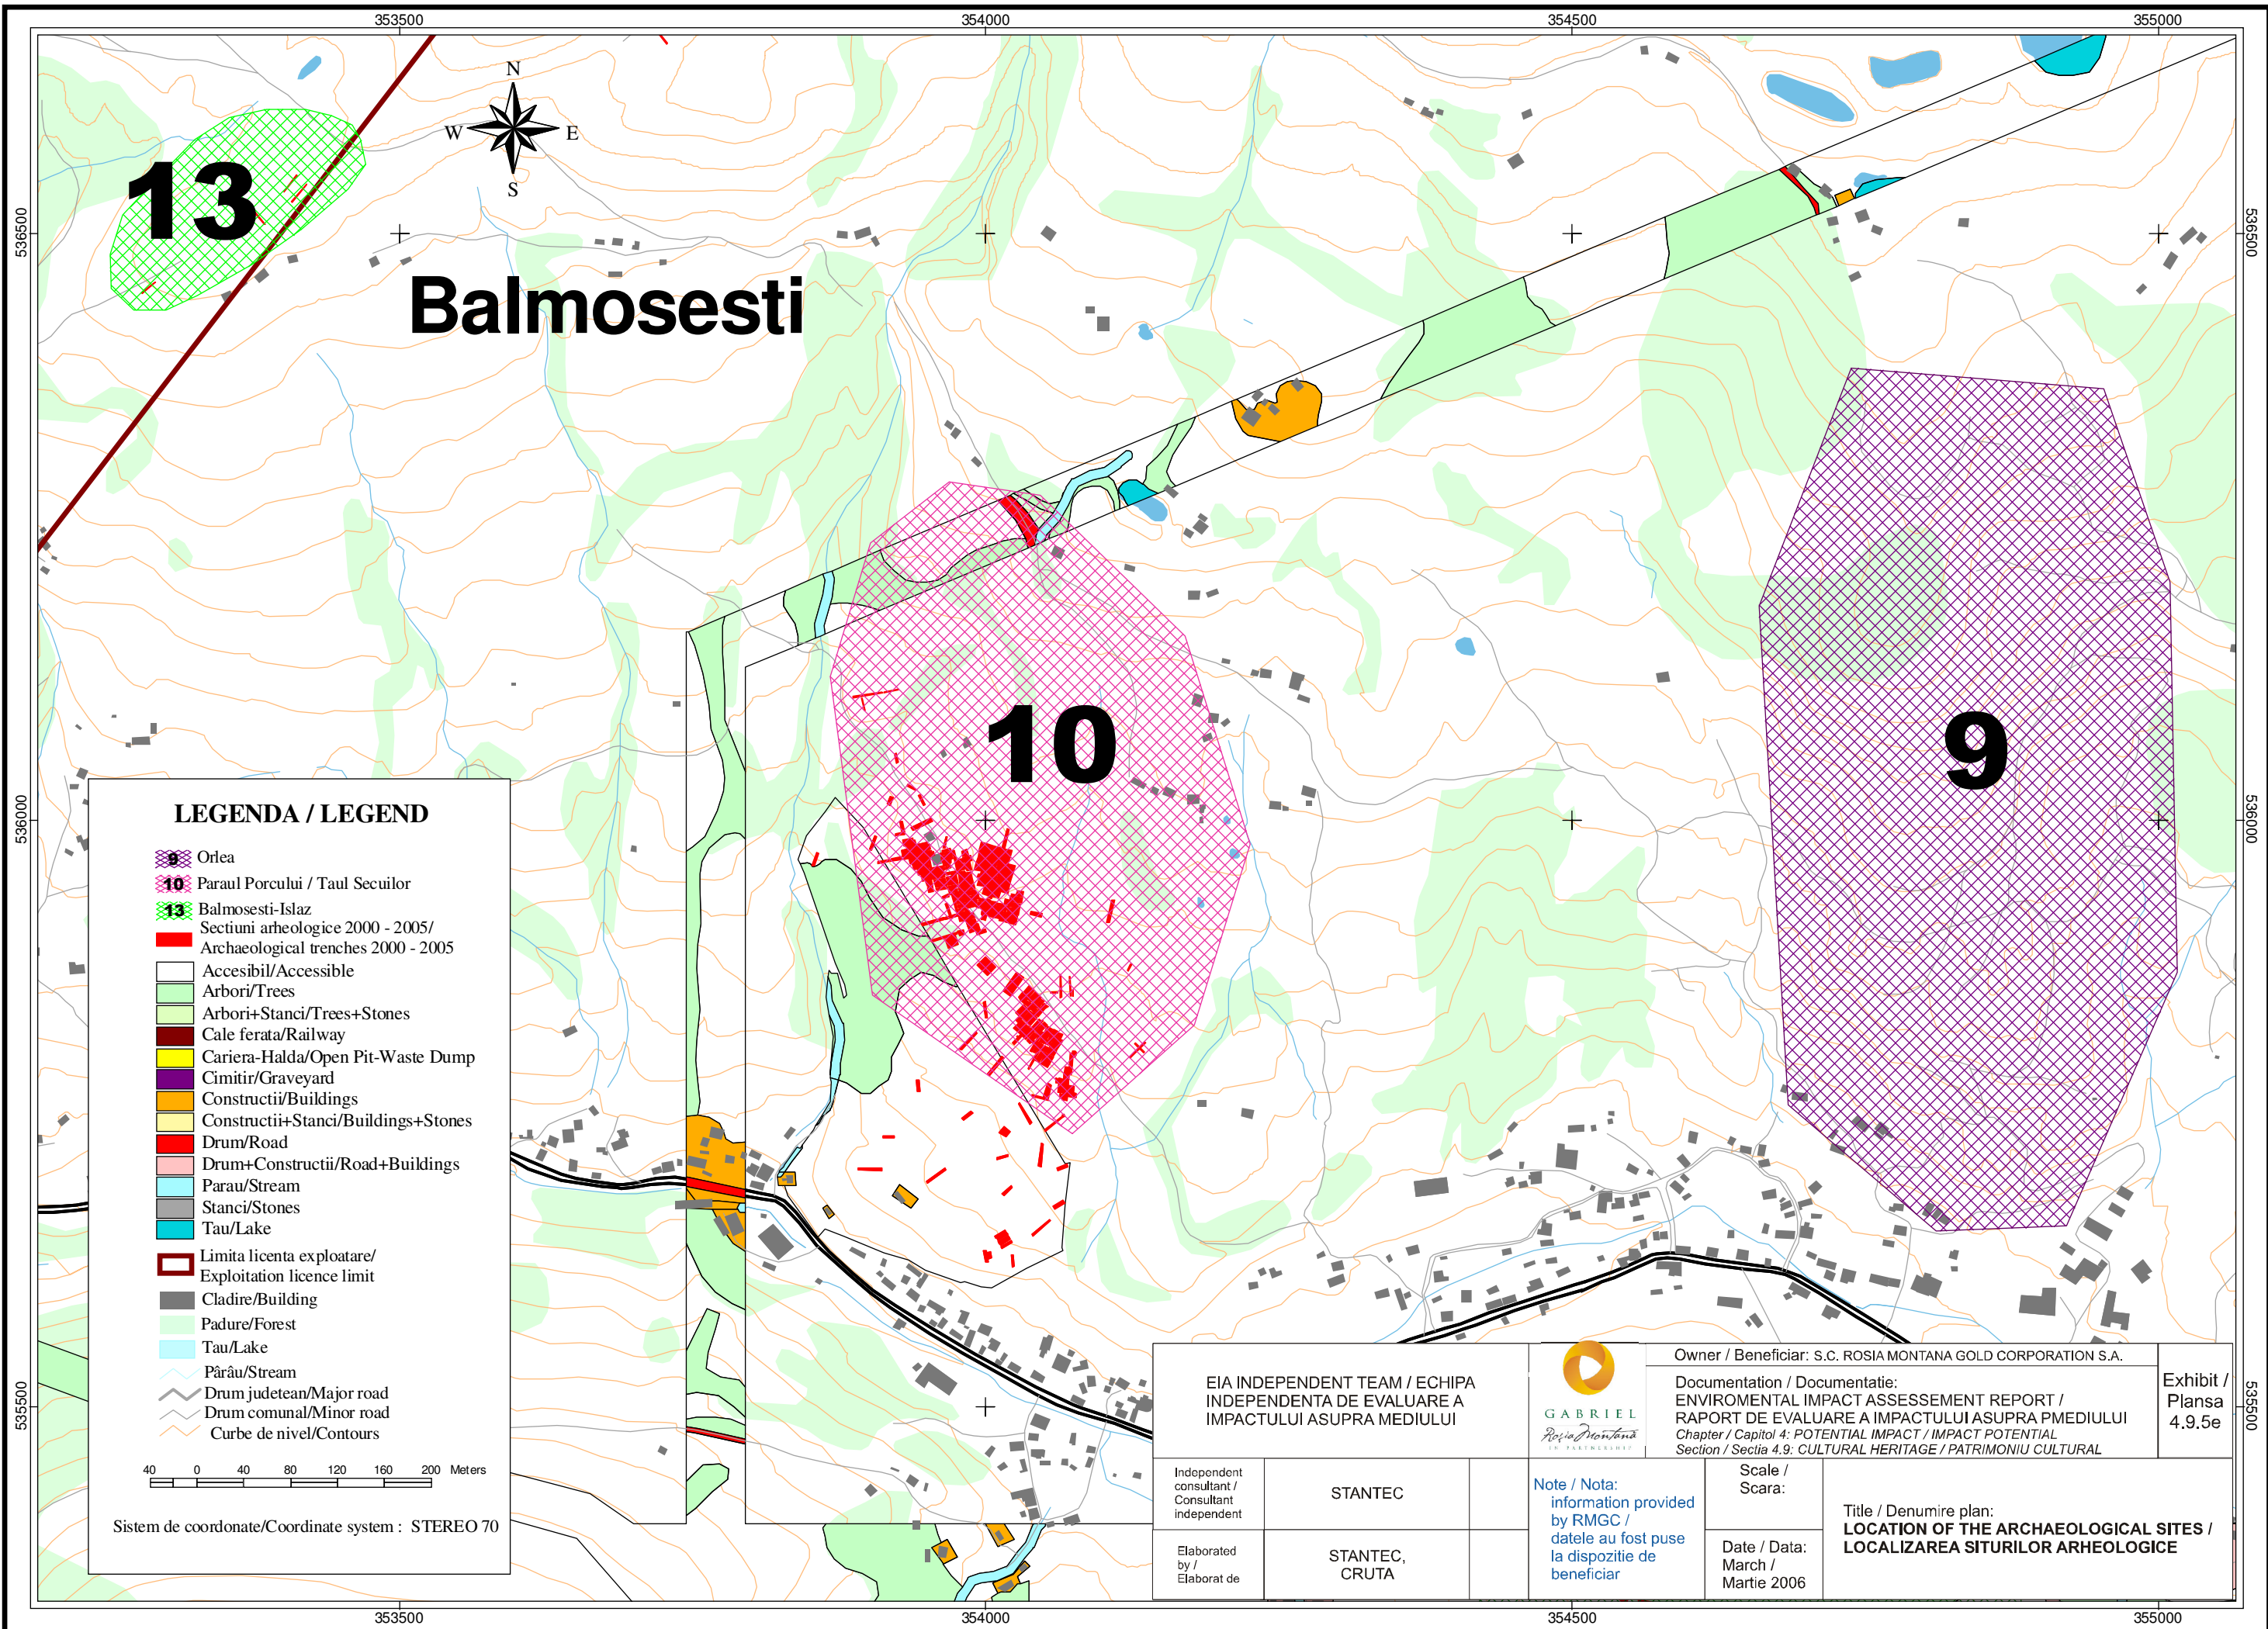 353500 354000 354500 355000
N
W E
S
13
536500 536500
Balmosesti
10
9
536000 536000
LEGENDA / LEGEND
9 Orlea
10 Paraul Porcului / Taul Secuilor
13 Balmosesti-Islaz
Sectiuni arheologice 2000 - 2005/
Archaeological trenches 2000 - 2005
Accesibil/Accessible
Arbori/Trees
Arbori+Stanci/Trees+Stones
Cale ferata/Railway
Cariera-Halda/Open Pit-Waste Dump
Cimitir/Graveyard
Constructii/Buildings
Constructii+Stanci/Buildings+Stones
Drum/Road
Drum+Constructii/Road+Buildings
Parau/Stream
Stanci/Stones
Tau/Lake
Limita licenta exploatare/
Exploitation licence limit
Cladire/Building
Padure/Forest
Tau/Lake
Pârâu/Stream
Drum judetean/Major road
Drum comunal/Minor road
Curbe de nivel/Contours
40 0 40 80 120 160 200 Meters
Sistem de coordonate/Coordinate system : STEREO 70
535500 535500
EIA INDEPENDENT TEAM / ECHIPA
INDEPENDENTA DE EVALUARE A
IMPACTULUI ASUPRA MEDIULUI
GABRIEL
Rosia Montana
IN PARTNERSHIP
Owner / Beneficiar: S.C. ROSIA MONTANA GOLD CORPORATION S.A.
Documentation / Documentatie:
ENVIROMENTAL IMPACT ASSESSEMENT REPORT /
RAPORT DE EVALUARE A IMPACTULUI ASUPRA PMEDIULUI
Chapter / Capitol 4: POTENTIAL IMPACT / IMPACT POTENTIAL
Section / Sectia 4.9: CULTURAL HERITAGE / PATRIMONIU CULTURAL
Exhibit /
Plansa
4.9.5e
Independent
consultant /
Consultant
independent
STANTEC
Elaborated
by /
Elaborat de
STANTEC,
CRUTA
Note / Nota:
information provided
by RMGC /
datele au fost puse
la dispozitie de
beneficiar
Scale /
Scara:
Date / Data:
March /
Martie 2006
Title / Denumire plan:
LOCATION OF THE ARCHAEOLOGICAL SITES /
LOCALIZAREA SITURILOR ARHEOLOGICE
353500 354000 354500 355000